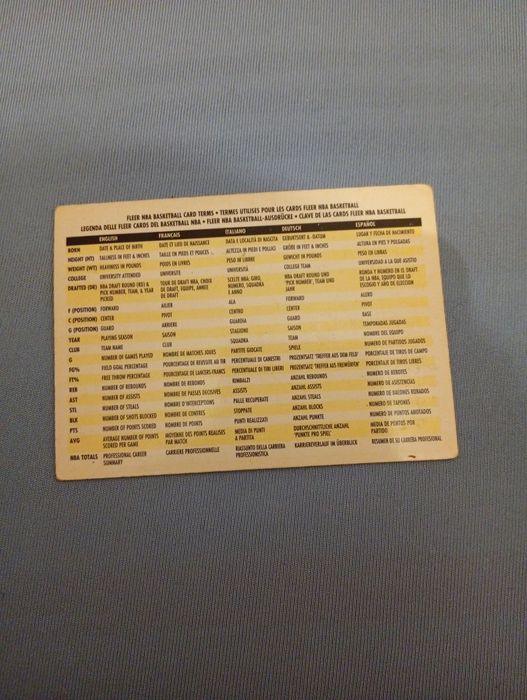 FLEER NBA BASKETBALL CARD TERMS • TERMES UTILISES POUR LES CARDS FLEER NBA BASKETBALL
LEGENDA DELLE FLEER CARDS DEL BASKETBALL NBA • FLEER NBA BASKETBALL-AUSDRÜCKE • CLAVE DE LAS CARDS FLEER NBA BASKETBALL
ENGLISH FRANCAIS ITALIANO DEUTSCH ESPAÑOL
BORN DATE & PLACE OF BIRTH DATE ET LIEU DE NAISSANCE DATA E LOCALITÀ DI NASCITA GEBURTSORT & -DATUM LUGAR Y FECHA DE NACIMIENTO
HEIGHT (HT) TALLNESS IN FEET & INCHES TAILLE EN PIEDS ET POUCES ALTEZZA IN PIEDI E POLLICI GRÖßE IN FEET & INCHES ALTURA EN PIES Y PULGADAS
WEIGHT (WT) HEAVINESS IN POUNDS POIDS EN LIVRES PESO IN LIBBRE GEWICHT IN POUNDS PESO EN LIBRAS
COLLEGE UNIVERSITY ATTENDED UNIVERSITE UNIVERSITÀ COLLEGE TEAM UNIVERSIDAD A LA QUE ASISTIO
DRAFTED (DR) NBA DRAFT ROUND (RS) & TOUR DE DRAFT NBA, CHOIX SCELTE NBA: GIRO, NBA DRAFT ROUND UND RONDA Y NUMERO EN EL DRAFT
PICK NUMBER, TEAM, & YEAR DE DRAFT, EQUIPE, ANNEE NUMERO, SQUADRA 'PICK NUMBER', TEAM UND DE LA NBA, EQUIPO QUE LO
PICKED DE DRAFT E ANNO JAHR ESCOGIO Y AÑO DE ELECCION
F (POSITION) FORWARD AILIER ALA FORWARD ALERO
C (POSITION) CENTER PIVOT CENTRO CENTER PIVOT
G (POSITION) GUARD ARRIERE GUARDIA GUARD BASE
YEAR PLAYING SEASON SAISON STAGIONE SAISON TEMPORADAS JUGADAS
CLUB TEAM NAME CLUB SQUADRA TEAM NOMBRE DEL EQUIPO
G NUMBER OF GAMES PLAYED NOMBRE DE MATCHES JOUES PARTITE GIOCATE SPIELE NUMERO DE PARTIDOS JUGADOS
FG% FIELD GOAL PERCENTAGE POURCENTAGE DE REUSSITE AU TIR PERCENTUALE DI CANESTRI PROZENTSATZ 'TREFFER AUS DEM FELD' PORCENTAJE DE TIROS DE CAMPO
FT% FREE THROW PERCENTAGE POURCENTAGE DE LANCERS FRANCS PERCENTUALE DI TIRI LIBERI PROZENTSATZ 'TREFFER AUS FREIWÜRFEN' PORCENTAJE DE TIROS LIBRES
REB NUMBER OF REBOUNDS NOMBRE DE REBONDS RIMBALZI ANZAHL REBOUNDS NUMERO DE REBOTES
AST NUMBER OF ASSISTS NOMBRE DE PASSES DECISIVES ASSISTS ANZAHL ASSISTS NUMERO DE ASISTENCIAS
STL NUMBER OF STEALS NOMBRE D'INTERCEPTIONS PALLE RECUPERATE ANZAHL STEALS NUMERO DE BALONES ROBADOS
BLK NUMBER OF SHOTS BLOCKED NOMBRE DE CONTRES STOPPATE ANZAHL BLOCKS NUMERO DE TAPONES
PTS NUMBER OF POINTS SCORED NOMBRE DE POINTS PUNTI REALIZZATI ANZAHL PUNKTE NUMERO DE PUNTOS ANOTADOS
AVG AVERAGE NUMBER OF POINTS MOYENNE DES POINTS REALISES MEDIA DI PUNTI DURCHSCHNITTLICHE ANZAHL MEDIA DE PUNTOS POR
SCORED PER GAME PAR MATCH A PARTITA 'PUNKTE PRO SPIEL' PARTIDO
NBA TOTALS PROFESSIONAL CAREER CARRIERE PROFESSIONNELLE RIASSUNTO DELLA CARRIERA KARRIEREVERLAUF IM ÜBERBLICK RESUMEN DE SU CARRERA PROFESIONAL
SUMMARY PROFESSIONISTICA